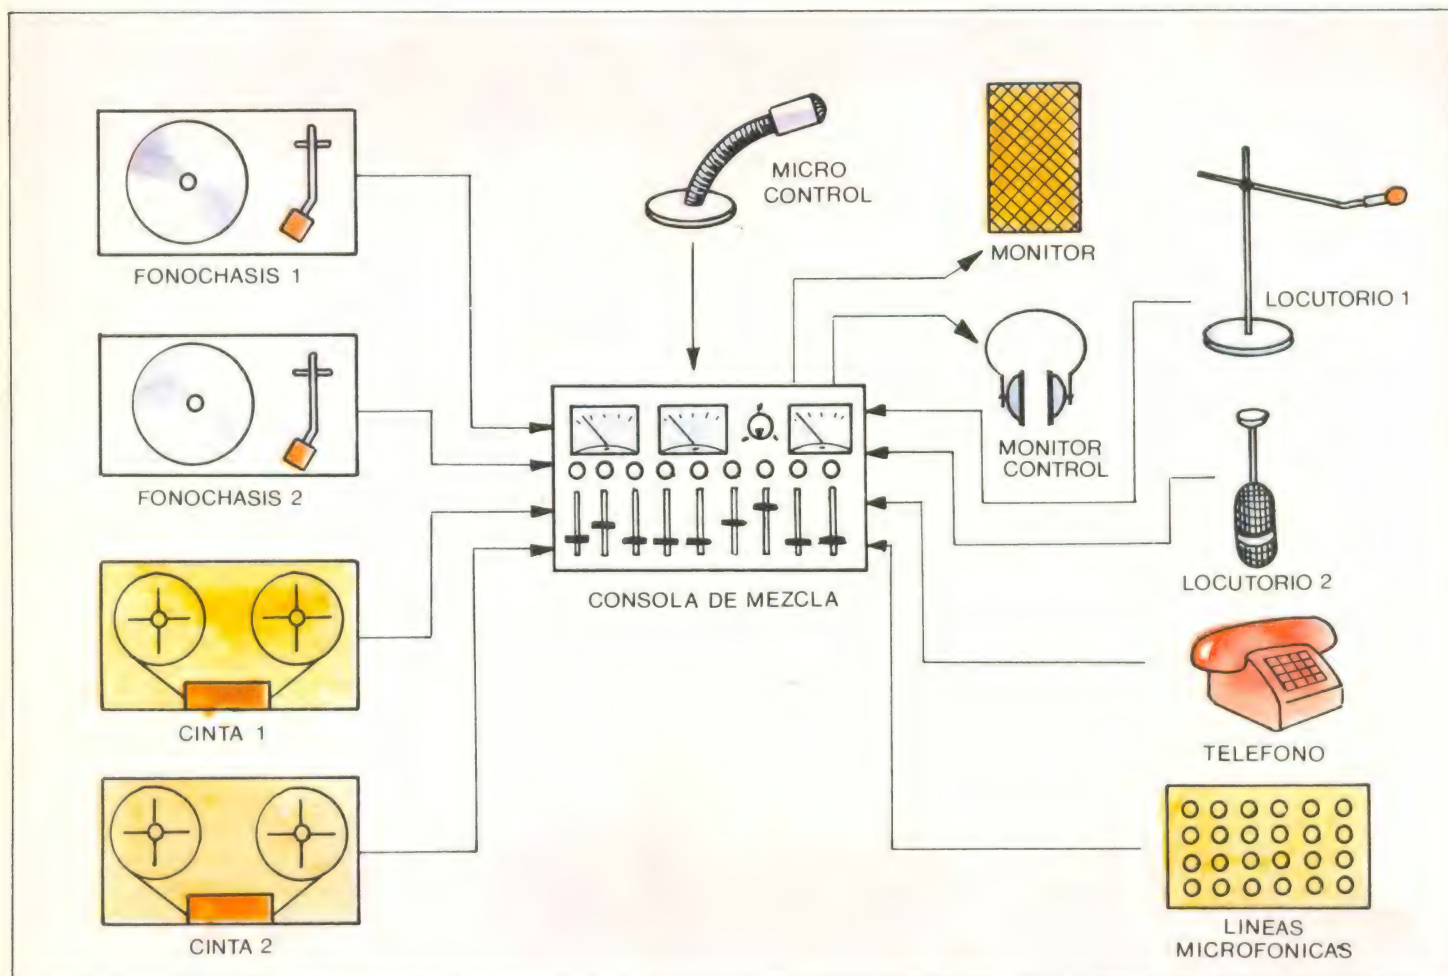 FONOCHASIS 1
FONOCHASIS 2
CINTA 1
CINTA 2
MICRO
CONTROL
CONSOLA DE MEZCLA
MONITOR
MONITOR
CONTROL
LOCUTORIO 1
LOCUTORIO 2
TELEFONO
LINEAS
MICROFONICAS